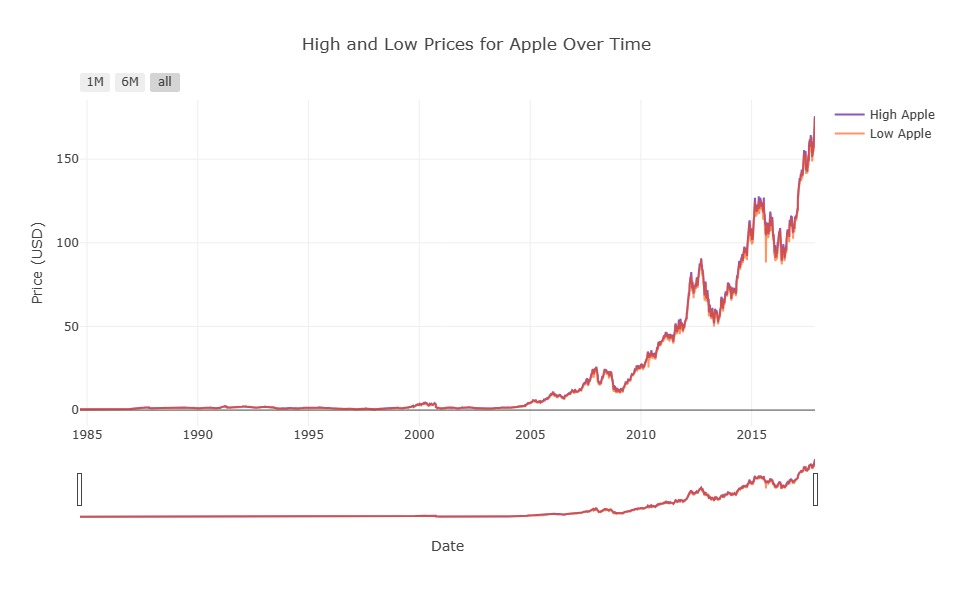 High and Low Prices for Apple Over Time
1M 6M all
High Apple
Low Apple
150
100
50
0
Price (USD)
1985 1990 1995 2000 2005 2010 2015
Date